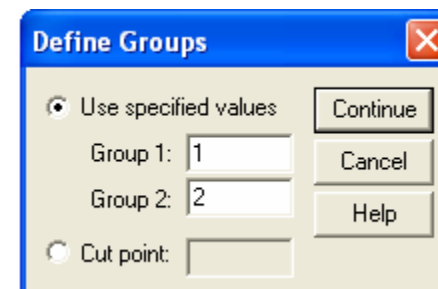 Define Groups
Use specified values
Continue
Group 1: 1
Cancel
Group 2: 2
Help
Cut point: